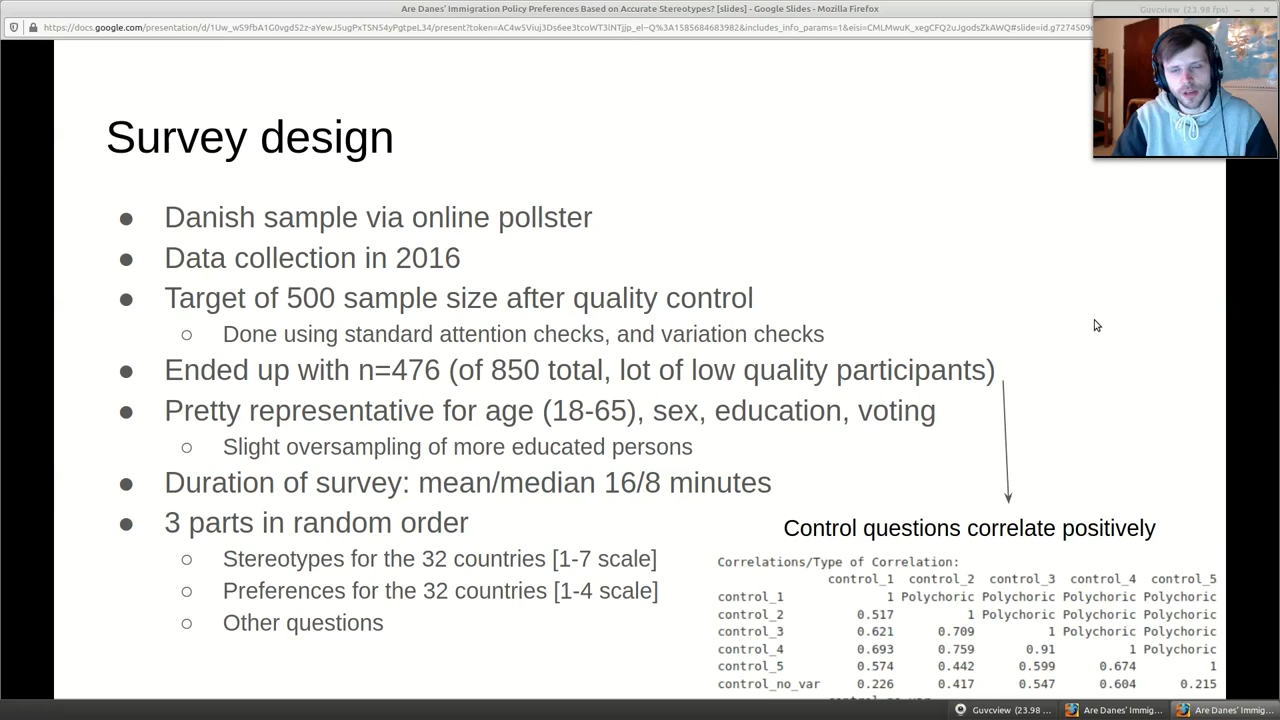 Are Danes' Immigration Policy Preferences Based on Accurate Stereotypes? [slides] - Google Slides - Mozilla Firefox
Guvcview (23.98 fps)
Survey design
● Danish sample via online pollster
● Data collection in 2016
● Target of 500 sample size after quality control
○ Done using standard attention checks, and variation checks
● Ended up with n=476 (of 850 total, lot of low quality participants)
● Pretty representative for age (18-65), sex, education, voting
○ Slight oversampling of more educated persons
● Duration of survey: mean/median 16/8 minutes
● 3 parts in random order
○ Stereotypes for the 32 countries [1-7 scale]
○ Preferences for the 32 countries [1-4 scale]
○ Other questions
Control questions correlate positively
Correlations/Type of Correlation:
control_1 control_2 control_3 control_4 control_5
control_1 1 Polychoric Polychoric Polychoric Polychoric
control_2 0.517 1 Polychoric Polychoric Polychoric
control_3 0.621 0.709 1 Polychoric Polychoric
control_4 0.693 0.759 0.91 1 Polychoric
control_5 0.574 0.442 0.599 0.674 1
control_no_var 0.226 0.417 0.547 0.604 0.215
Guvcview (23.98 ... Are Danes' Immig... Are Danes' Immig...